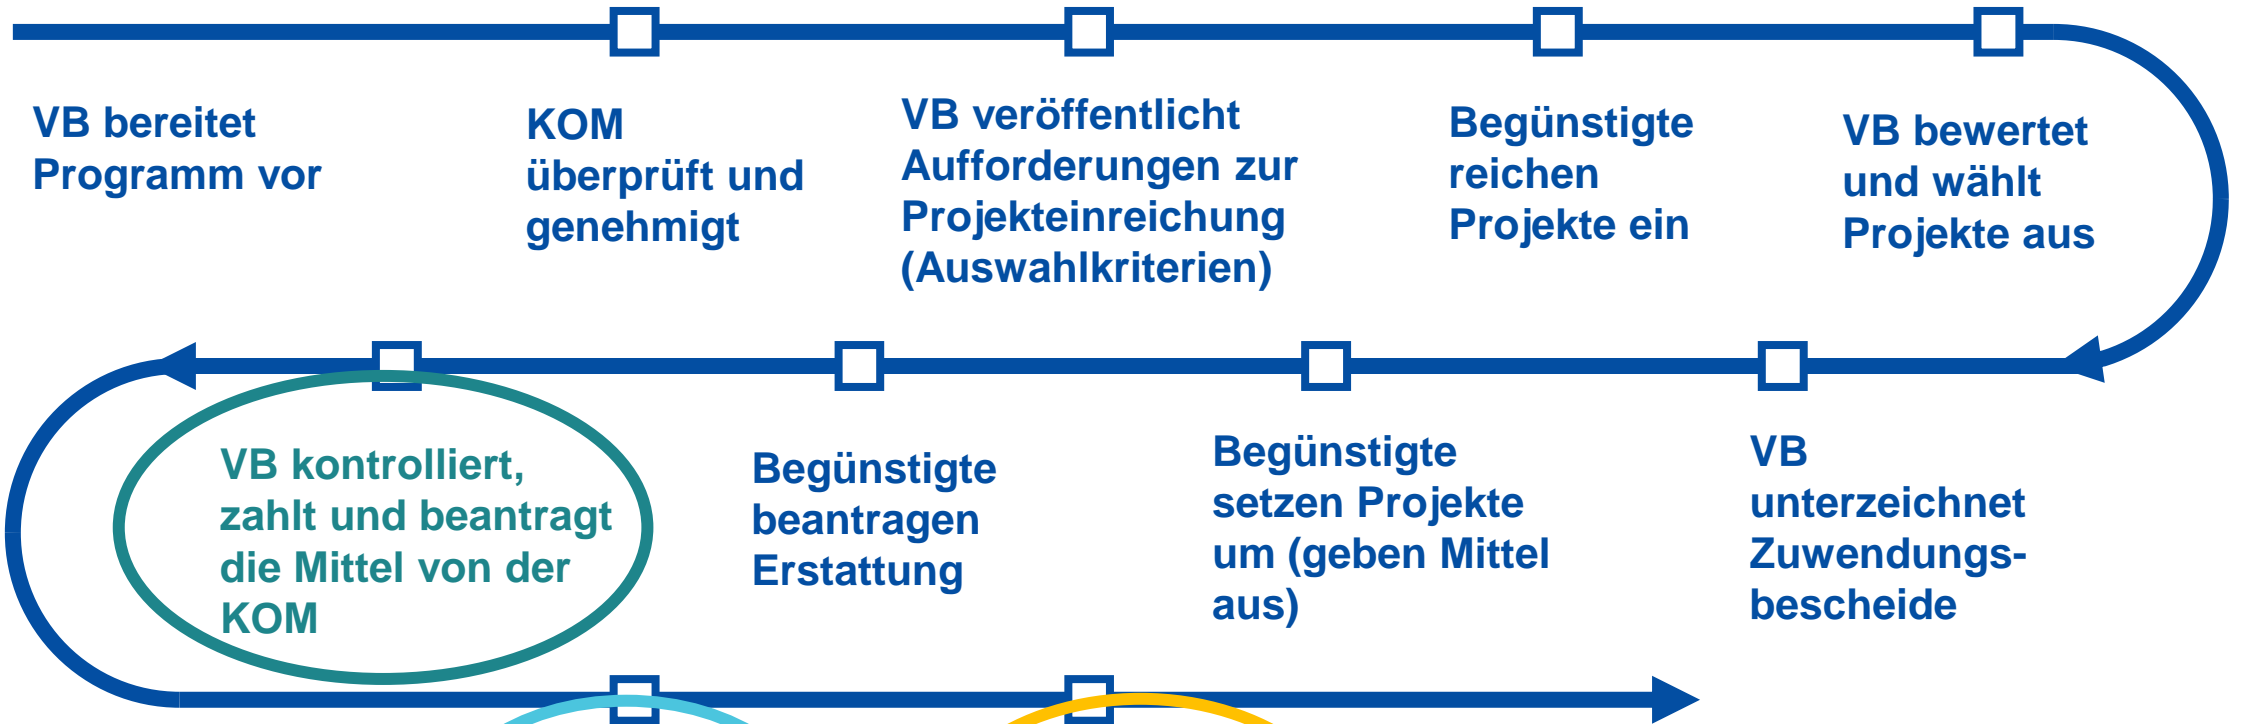 VB bereitet
Programm vor
KOM
überprüft und
genehmigt
VB veröffentlicht
Aufforderungen zur
Projekteinreichung
(Auswahlkriterien)
Begünstigte
reichen
Projekte ein
VB bewertet
und wählt
Projekte aus
VB
unterzeichnet
Zuwendungs-
bescheide
Begünstigte
setzen Projekte
um (geben Mittel
aus)
Begünstigte
beantragen
Erstattung
VB kontrolliert,
zahlt und beantragt
die Mittel von der
KOM